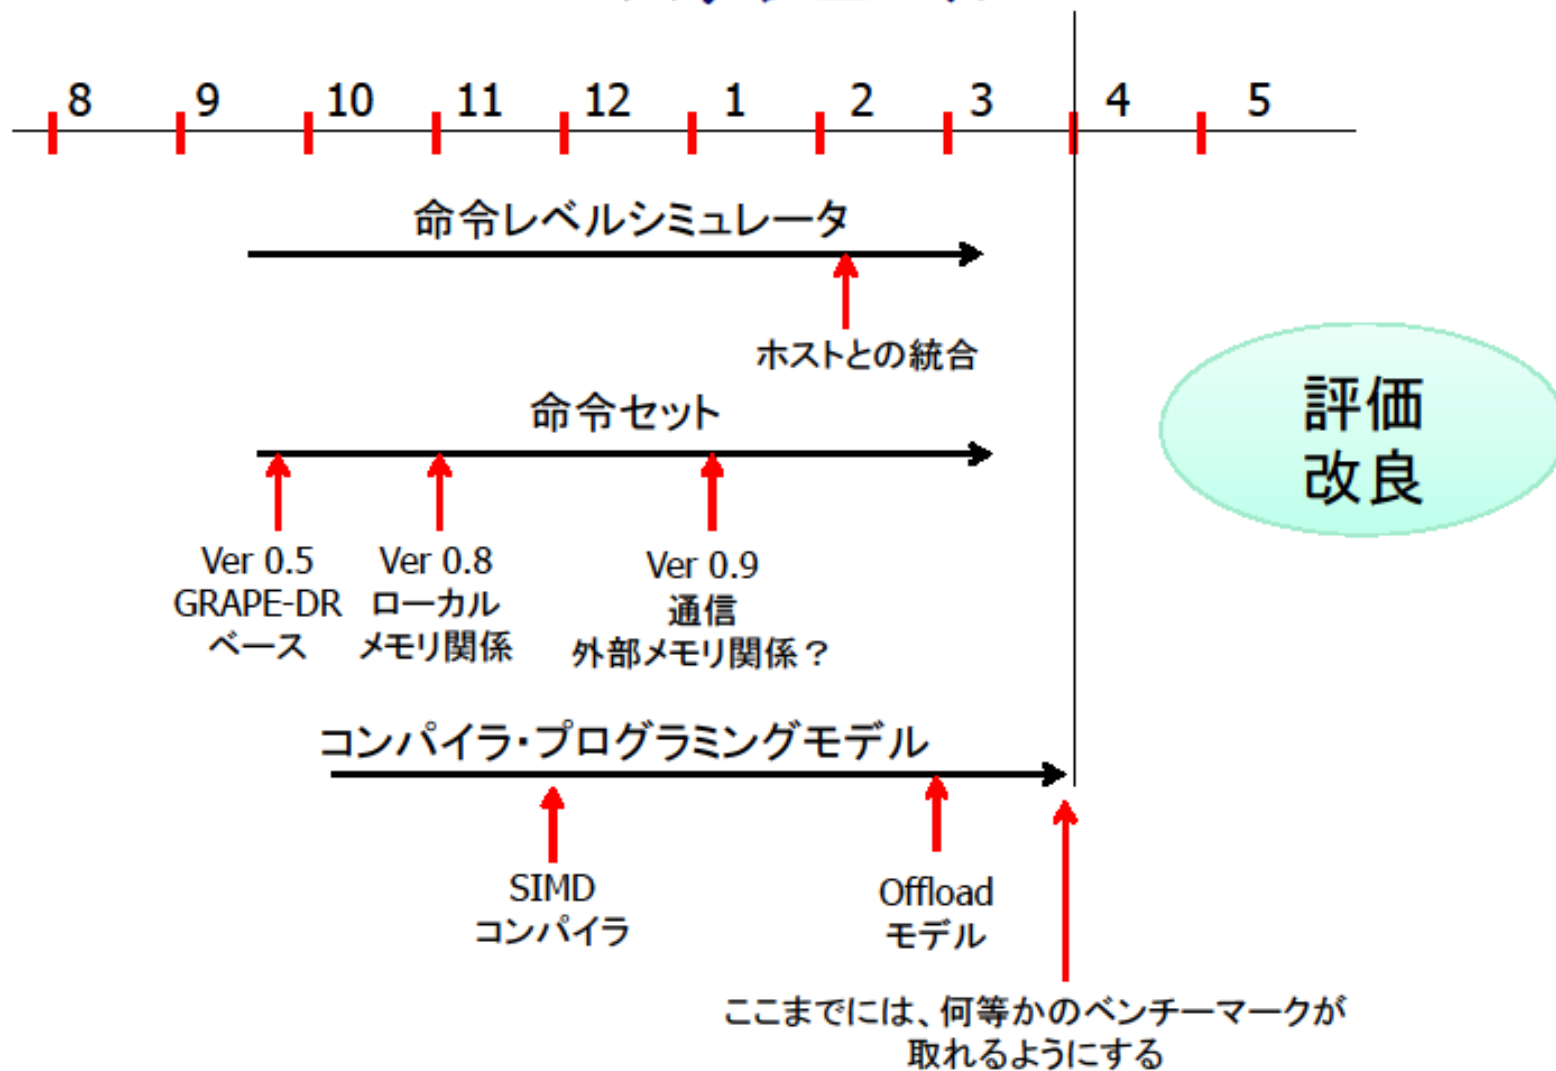 8 9 10 11 12 1 2 3 4 5
命令レベルシミュレータ
ホストとの統合
命令セット
評価
改良
Ver 0.5
GRAPE-DR
ベース
Ver 0.8
ローカル
メモリ関係
Ver 0.9
通信
外部メモリ関係？
コンパイラ・プログラミングモデル
SIMD
コンパイラ
Offload
モデル
ここまでには、何等かのベンチーマークが
取れるようにする